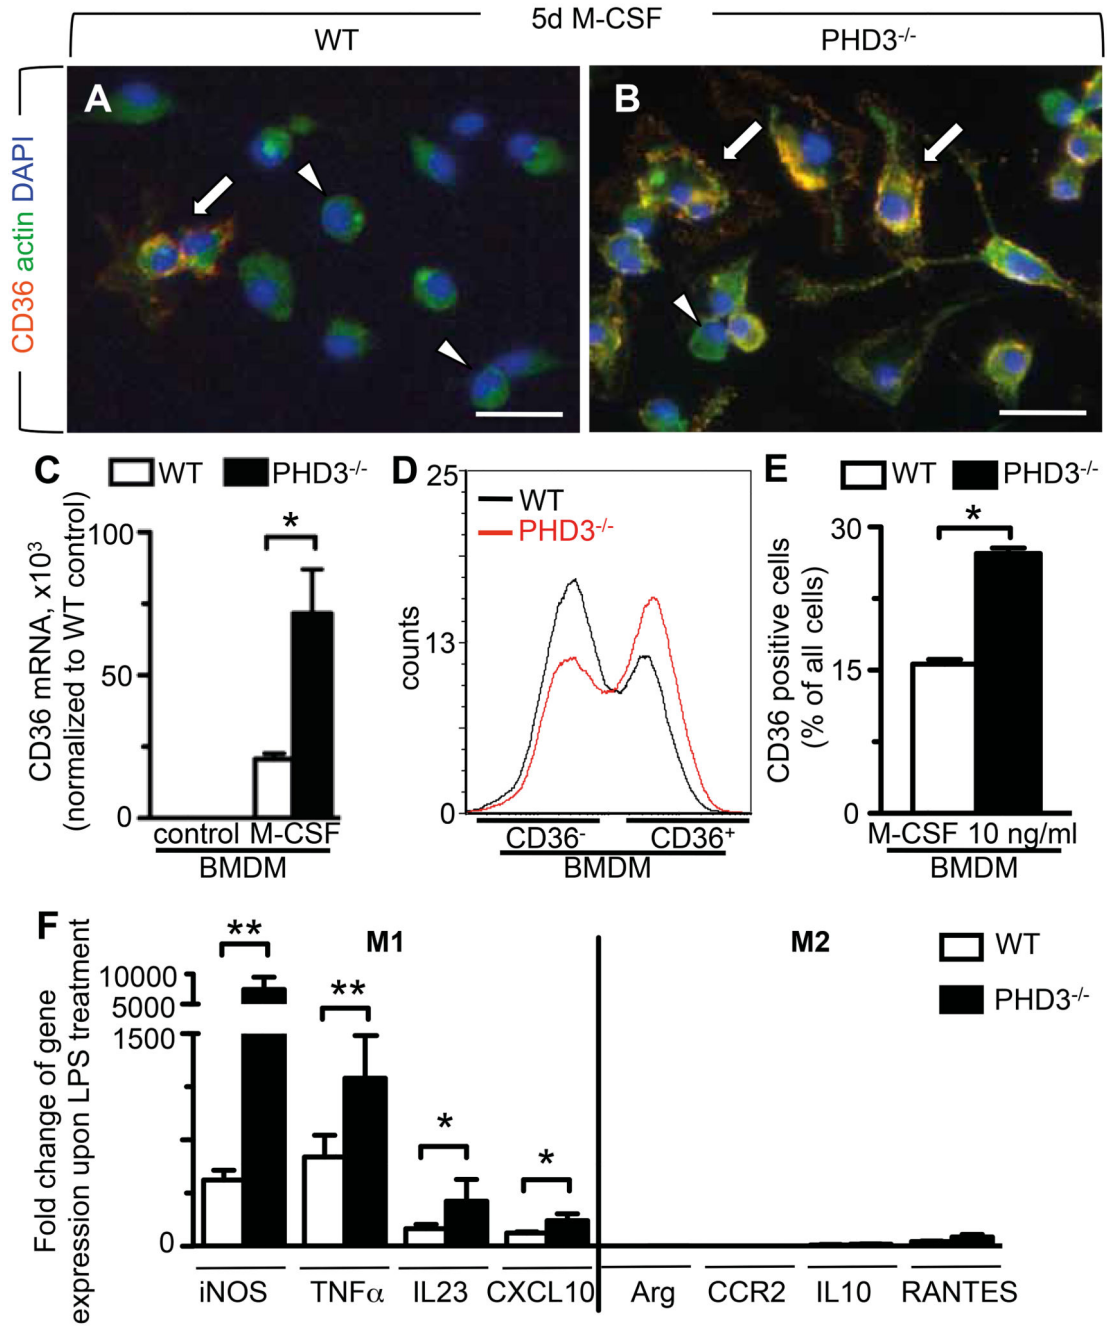 5d M-CSF
WT
PHD3-/-
CD36 actin DAPI
A
B
C
WT
PHD3-/-
CD36 mRNA, x10³
(normalized to WT control)
100
50
0
*
control M-CSF
BMDM
D
25
13
0
counts
WT
PHD3-/-
CD36-
CD36+
BMDM
E
WT
PHD3-/-
CD36 positive cells
(% of all cells)
30
15
0
*
M-CSF 10 ng/ml
BMDM
F
Fold change of gene
expression upon LPS treatment
10000
5000
1500
0
**
**
*
*
M1
M2
WT
PHD3-/-
iNOS
TNFα
IL23
CXCL10
Arg
CCR2
IL10
RANTES